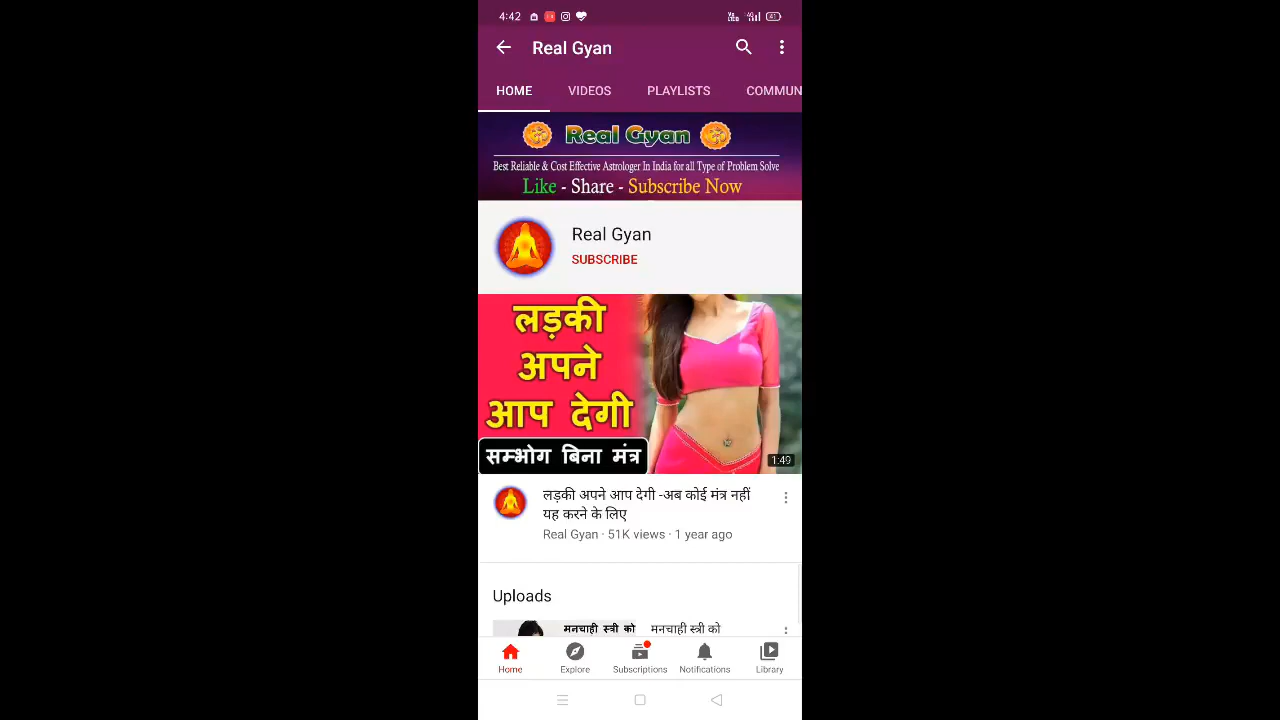 4:42
Real Gyan
HOME VIDEOS PLAYLISTS COMMUN
Real Gyan
Best Reliable & Cost Effective Astrologer In India for all Type of Problem Solve
Like - Share - Subscribe Now
Real Gyan
SUBSCRIBE
लड़की
अपने
आप देगी
सम्भोग बिना मंत्र
1:49
लड़की अपने आप देगी -अब कोई मंत्र नहीं
यह करने के लिए
Real Gyan · 51K views · 1 year ago
Uploads
मनचाही स्त्री को मनचाही स्त्री को
Home Explore Subscriptions Notifications Library